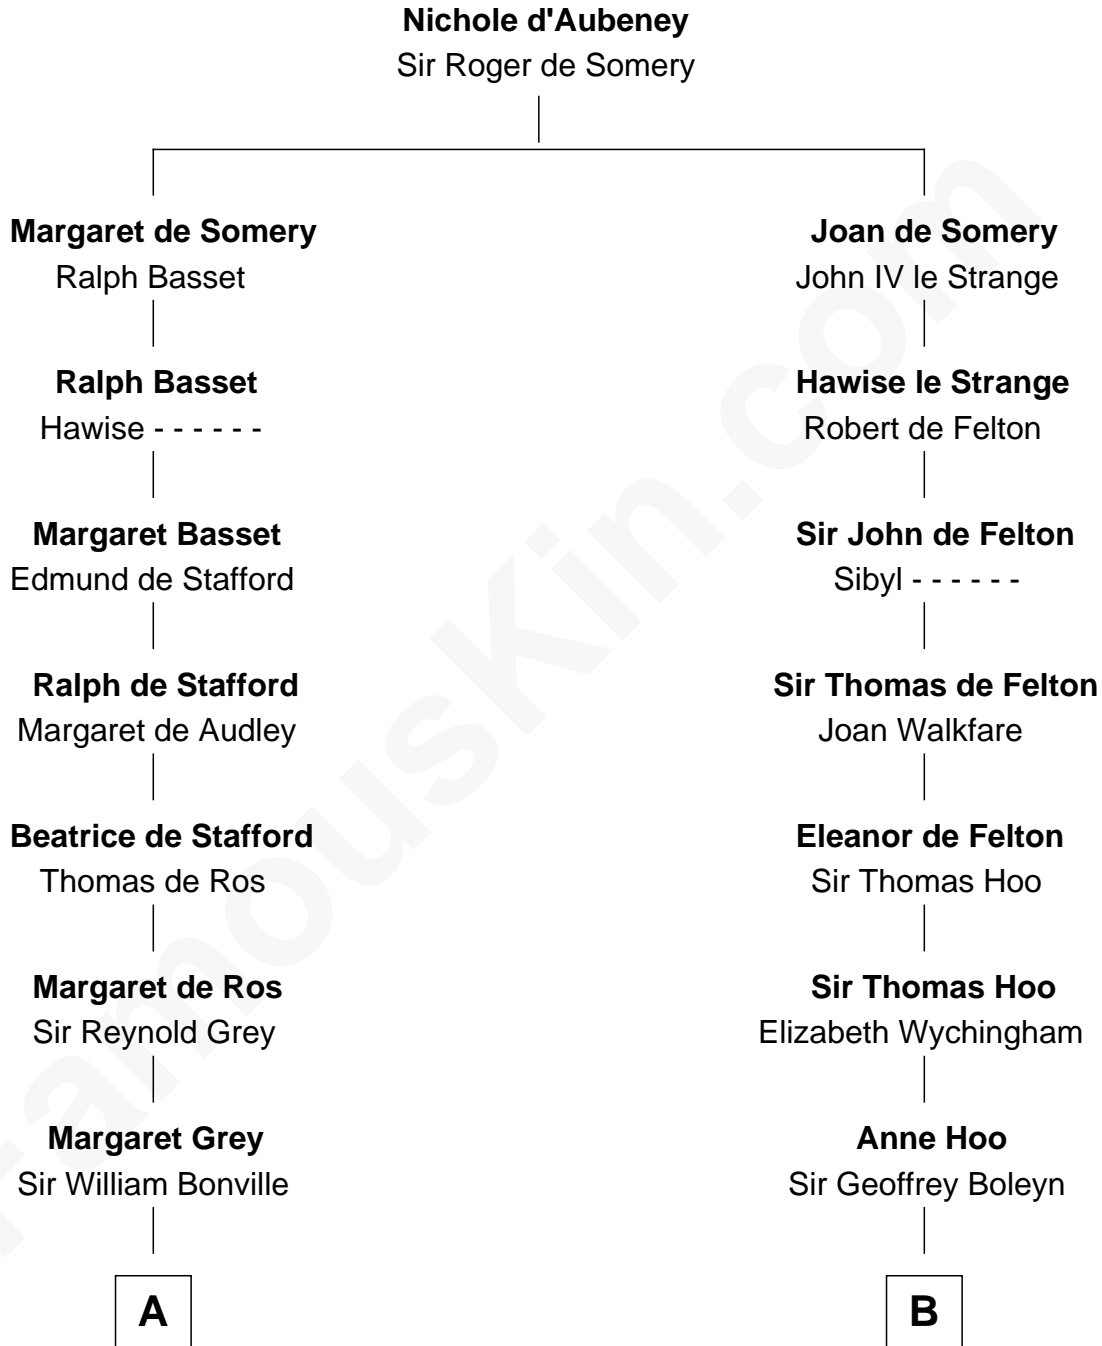 Nichole d'Aubeney
Sir Roger de Somery
Margaret de Somery
Ralph Basset
Joan de Somery
John IV le Strange
Ralph Basset
Hawise - - - - - -
Hawise le Strange
Robert de Felton
Margaret Basset
Edmund de Stafford
Sir John de Felton
Sibyl - - - - - -
Ralph de Stafford
Margaret de Audley
Sir Thomas de Felton
Joan Walkfare
Beatrice de Stafford
Thomas de Ros
Eleanor de Felton
Sir Thomas Hoo
Margaret de Ros
Sir Reynold Grey
Sir Thomas Hoo
Elizabeth Wychingham
Margaret Grey
Sir William Bonville
Anne Hoo
Sir Geoffrey Boleyn
A
B
FamousKin.com